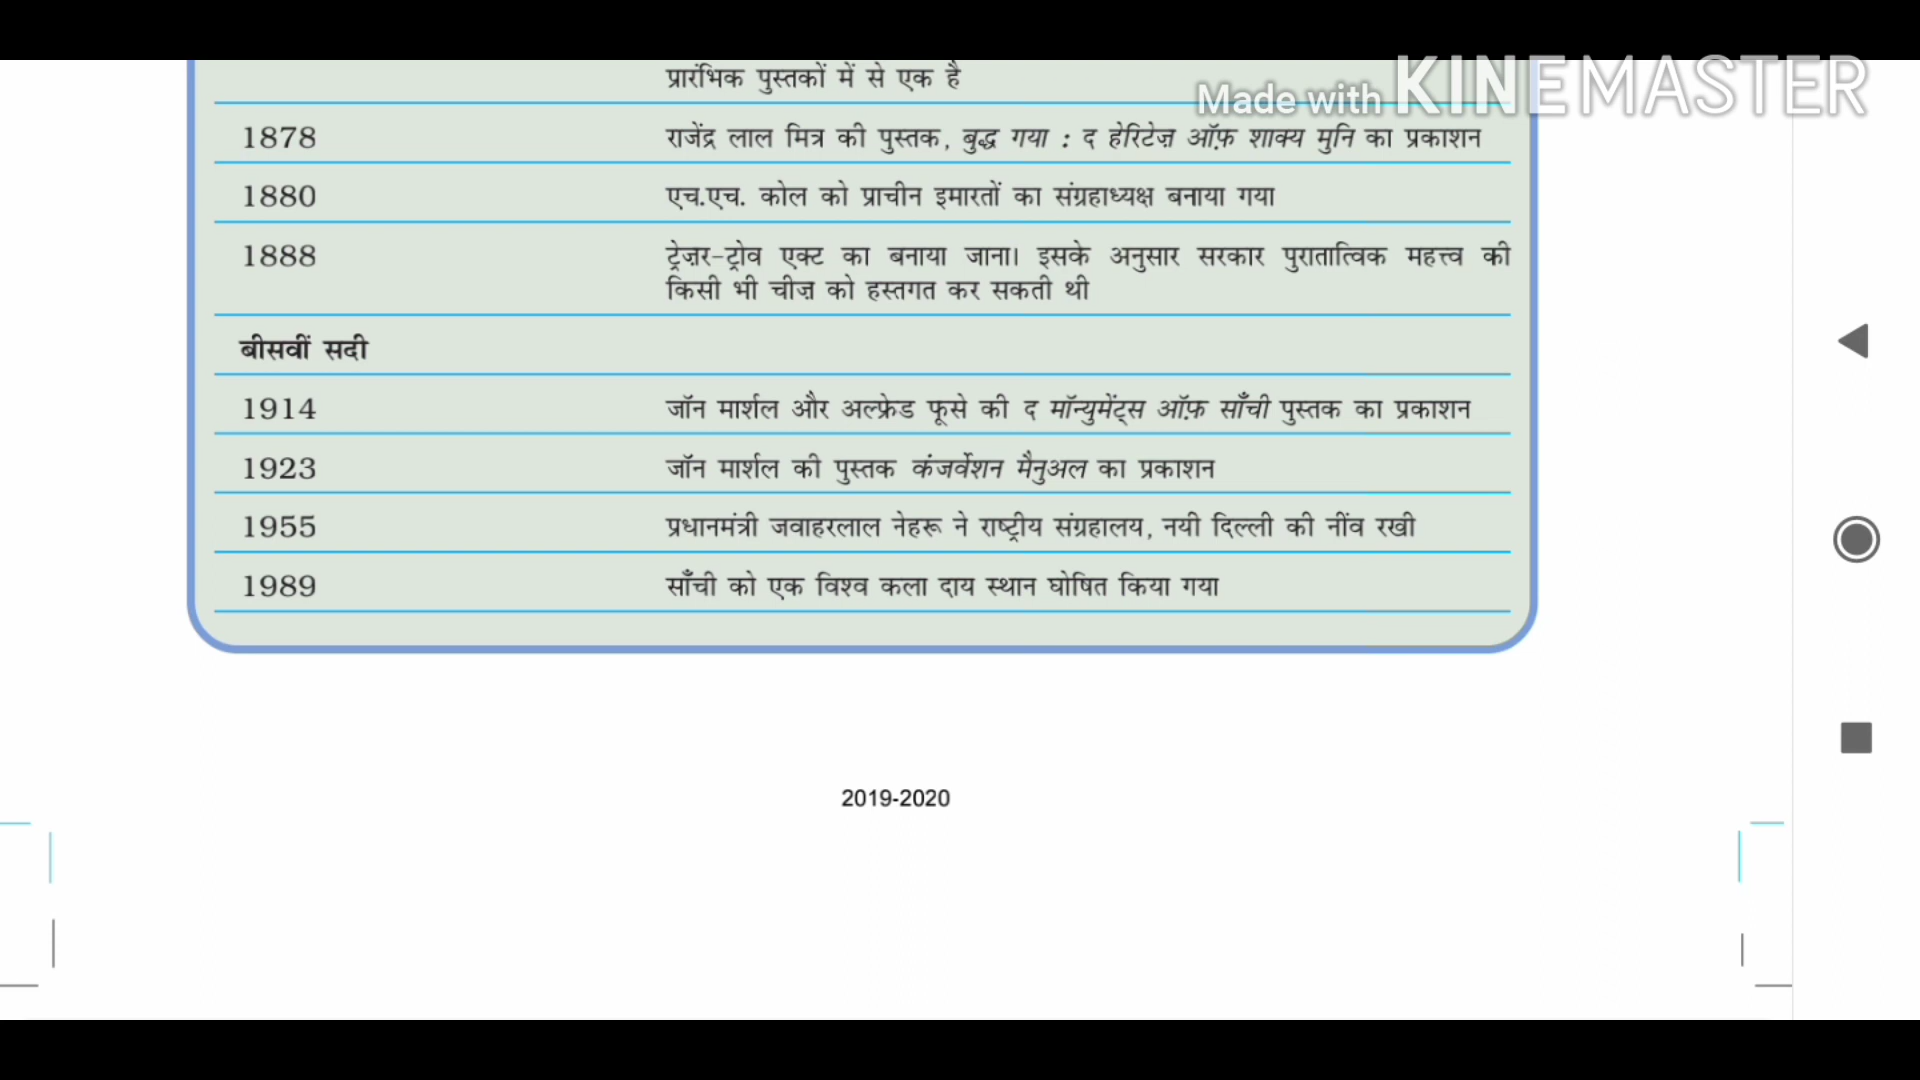 प्रारंभिक पुस्तकों में से एक है
Made with KINEMASTER
1878 राजेंद्र लाल मित्र की पुस्तक, बुद्ध गया : द हेरिटेज़ ऑफ़ शाक्य मुनि का प्रकाशन
1880 एच.एच. कोल को प्राचीन इमारतों का संग्रहाध्यक्ष बनाया गया
1888 ट्रेज़र-ट्रोव एक्ट का बनाया जाना। इसके अनुसार सरकार पुरातात्विक महत्त्व की
किसी भी चीज़ को हस्तगत कर सकती थी
बीसवीं सदी
1914 जॉन मार्शल और अल्फ्रेड फूसे की द मॉन्युमेंट्स ऑफ़ साँची पुस्तक का प्रकाशन
1923 जॉन मार्शल की पुस्तक कंजर्वेशन मैनुअल का प्रकाशन
1955 प्रधानमंत्री जवाहरलाल नेहरू ने राष्ट्रीय संग्रहालय, नयी दिल्ली की नींव रखी
1989 साँची को एक विश्व कला दाय स्थान घोषित किया गया
2019-2020